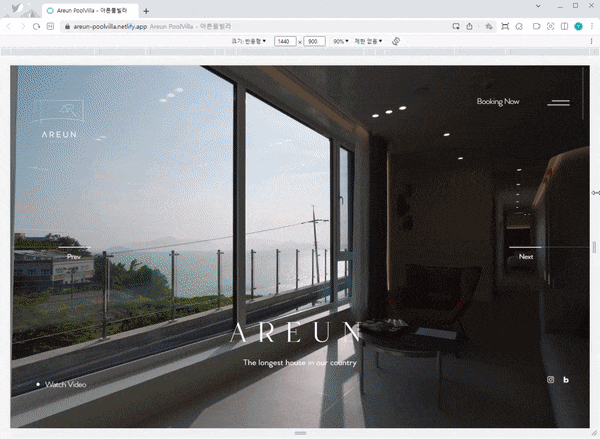 Areun PoolVilla - 아른풀빌라
areun-poolvilla.netlify.app Areun PoolVilla - 아른풀빌라
크기: 반응형 1440 × 900 90% 제한 없음
AREUN
Booking Now
Prev
Next
AREUN
The longest house in our country
Watch Video